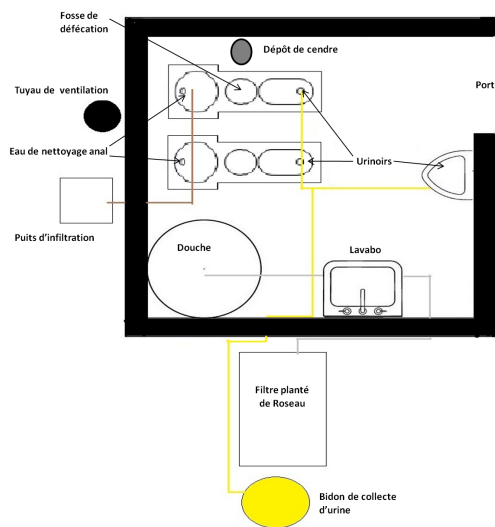 Fosse de
défécation
Dépôt de cendre
Tuyau de ventilation
Port
Eau de nettoyage anal
Urinoirs
Puits d'infiltration
Douche
Lavabo
Filtre planté
de Roseau
Bidon de collecte
d'urine